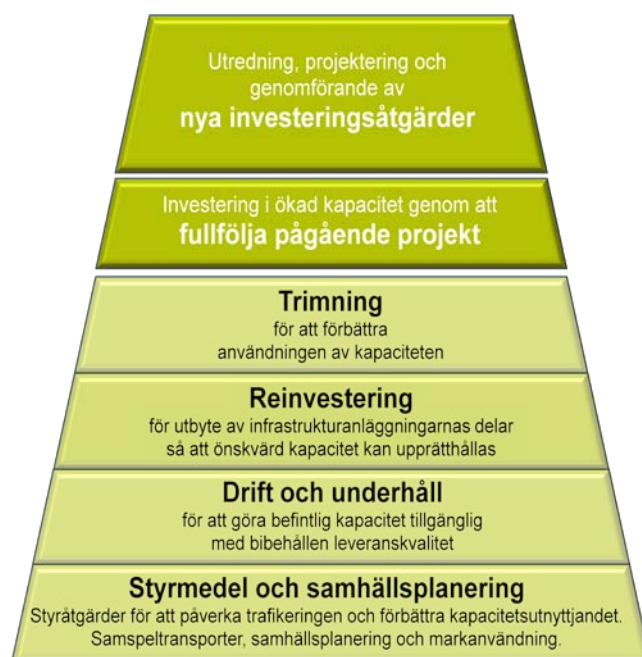 Utredning, projektering och
genomförande av
nya investeringsåtgärder
Investering i ökad kapacitet genom att
fullfölja pågående projekt
Trimning
för att förbättra
användningen av kapaciteten
Reinvestering
för utbyte av infrastrukturanläggningarnas delar
så att önskvärd kapacitet kan upprätthållas
Drift och underhåll
för att göra befintlig kapacitet tillgänglig
med bibehållen leveranskvalitet
Styrmedel och samhällsplanering
Styråtgärder för att påverka trafikeringen och förbättra kapacitetsutnyttjandet.
Samspeltransporter, samhällsplanering och markanvändning.